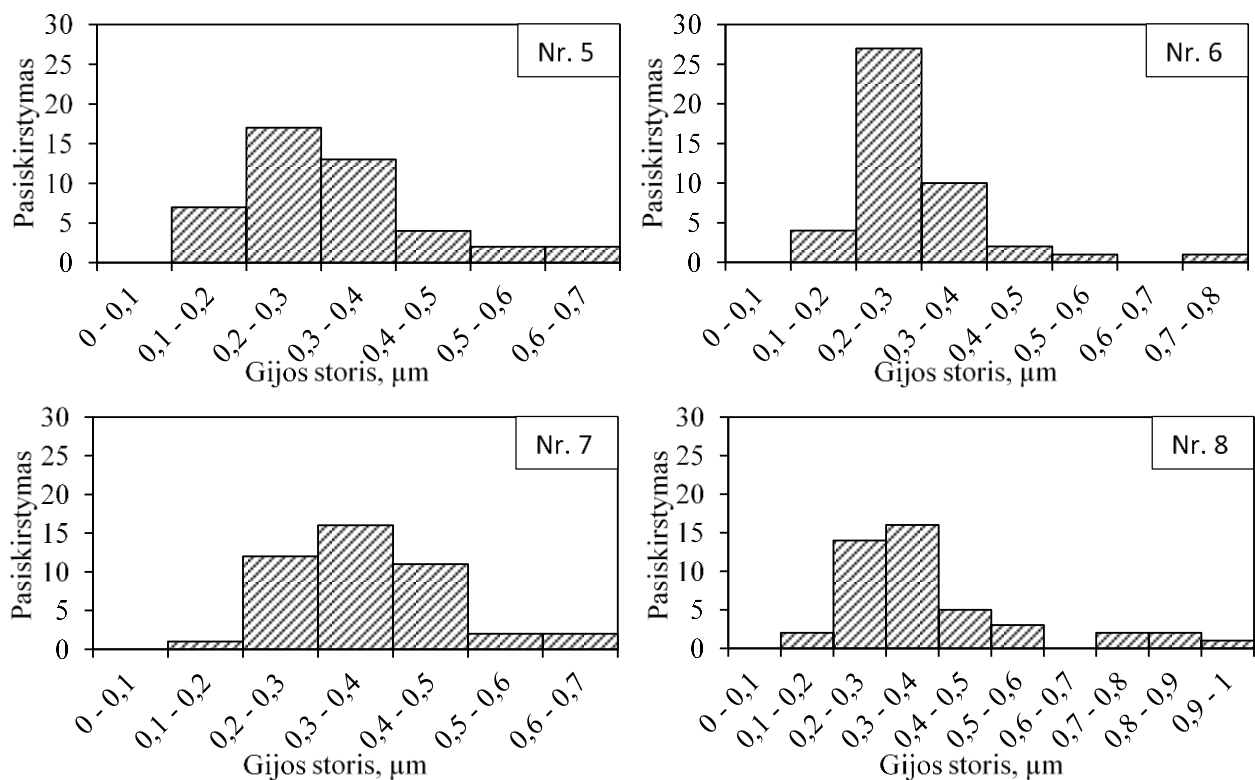 Nr. 5
Pasiskirstymas
30
25
20
15
10
5
0
0 - 0,1
0,1 - 0,2
0,2 - 0,3
0,3 - 0,4
0,4 - 0,5
0,5 - 0,6
0,6 - 0,7
Gijos storis, µm
Nr. 6
Pasiskirstymas
30
25
20
15
10
5
0
0 - 0,1
0,1 - 0,2
0,2 - 0,3
0,3 - 0,4
0,4 - 0,5
0,5 - 0,6
0,6 - 0,7
0,7 - 0,8
Gijos storis, µm
Nr. 7
Pasiskirstymas
30
25
20
15
10
5
0
0 - 0,1
0,1 - 0,2
0,2 - 0,3
0,3 - 0,4
0,4 - 0,5
0,5 - 0,6
0,6 - 0,7
Gijos storis, µm
Nr. 8
Pasiskirstymas
30
25
20
15
10
5
0
0 - 0,1
0,1 - 0,2
0,2 - 0,3
0,3 - 0,4
0,4 - 0,5
0,5 - 0,6
0,6 - 0,7
0,7 - 0,8
0,8 - 0,9
0,9 - 1
Gijos storis, µm